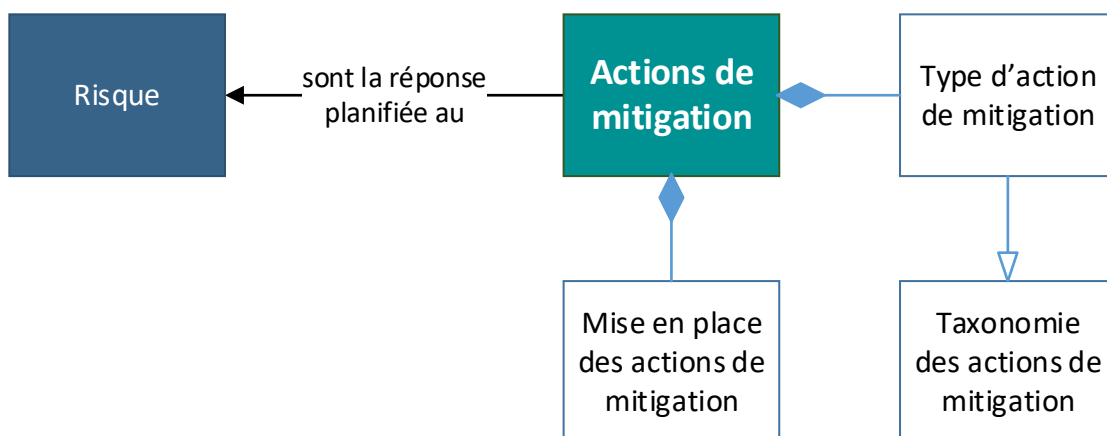 Risque
sont la réponse
planifiée au
Actions de
mitigation
Type d’action
de mitigation
Mise en place
des actions de
mitigation
Taxonomie
des actions de
mitigation